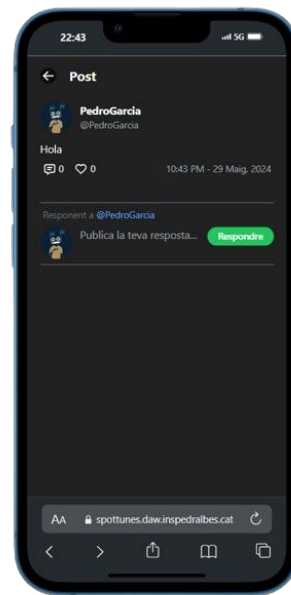 22:43 5G
Post
PedroGarcia
@PedroGarcia
Hola
0 0 10:43 PM - 29 Maig, 2024
Responent a @PedroGarcia
Publica la teva resposta... Respondre
AA spottunes.daw.inspedralbes.cat